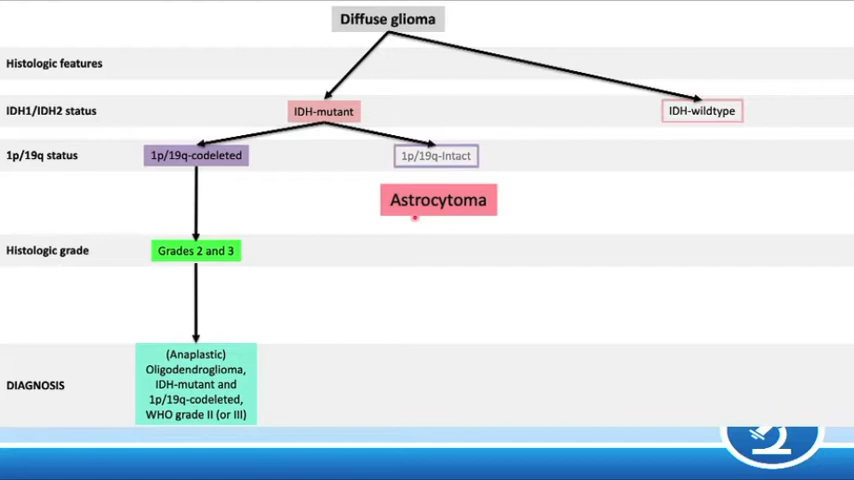 Diffuse glioma
Histologic features
IDH1/IDH2 status
IDH-mutant
IDH-wildtype
1p/19q status
1p/19q-codeleted
1p/19q-Intact
Astrocytoma
Histologic grade
Grades 2 and 3
DIAGNOSIS
(Anaplastic)
Oligodendroglioma,
IDH-mutant and
1p/19q-codeleted,
WHO grade II (or III)